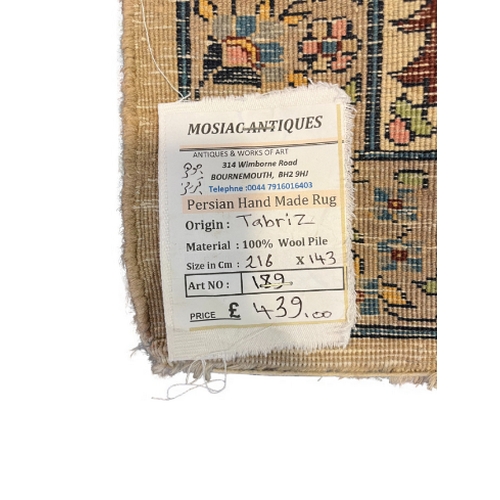 MOSIAC ANTIQUES
ANTIQUES & WORKS OF ART
314 Wimborne Road
BOURNEMOUTH, BH2 9HJ
Telephne :0044 7916016403
Persian Hand Made Rug
Origin : Tabriz
Material : 100% Wool Pile
Size in Cm : 216 x 143
Art NO : 189
PRICE £ 439.00